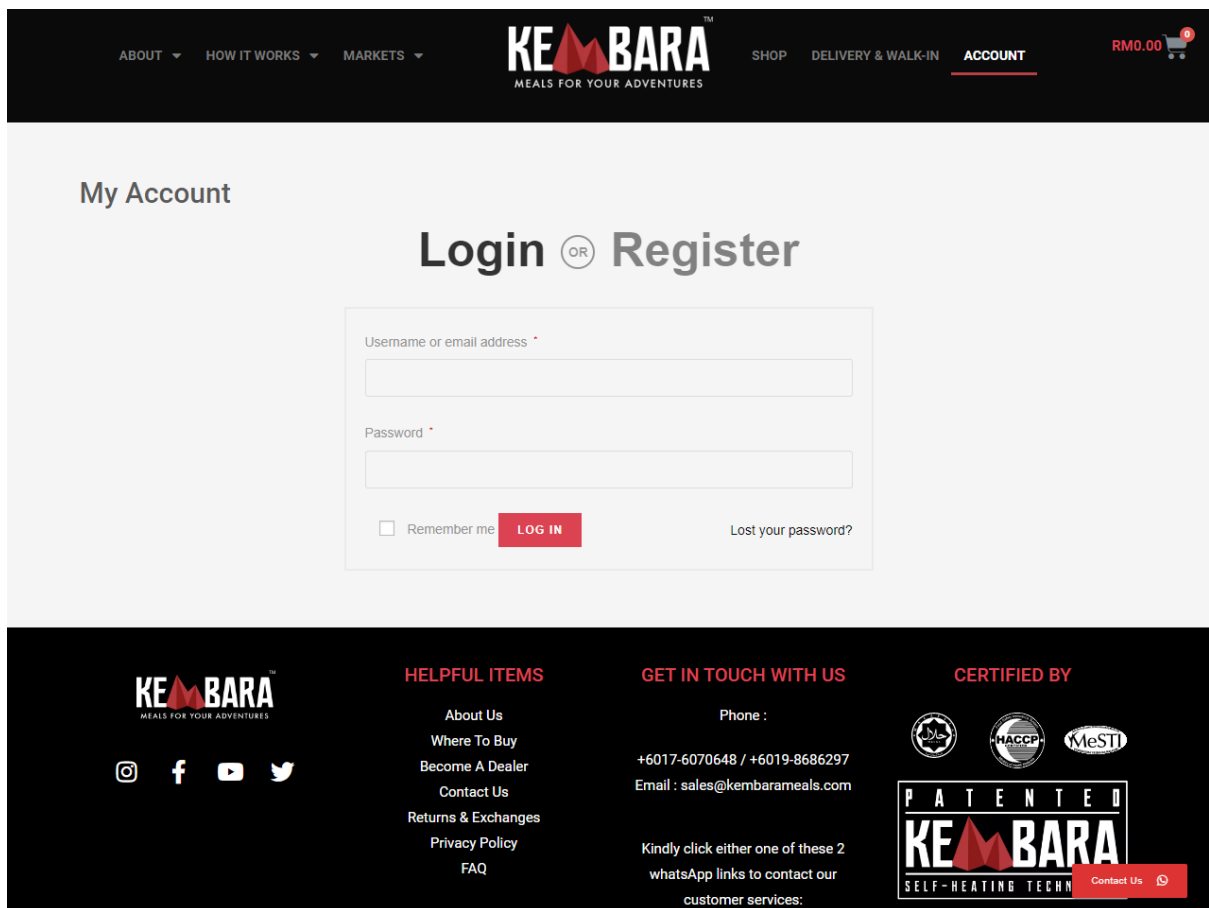 ABOUT HOW IT WORKS MARKETS
KEMBARA TM
MEALS FOR YOUR ADVENTURES
SHOP DELIVERY & WALK-IN ACCOUNT
RM0.00 0
My Account
Login OR Register
Username or email address *
Password *
Remember me LOG IN Lost your password?
KEMBARA TM
MEALS FOR YOUR ADVENTURES
HELPFUL ITEMS
About Us
Where To Buy
Become A Dealer
Contact Us
Returns & Exchanges
Privacy Policy
FAQ
GET IN TOUCH WITH US
Phone :
+6017-6070648 / +6019-8686297
Email : sales@kembarameals.com
Kindly click either one of these 2
whatsApp links to contact our
customer services:
CERTIFIED BY
حلال
HACCP
MeSTI
PATENTED
KEMBARA
SELF-HEATING TECHN
Contact Us